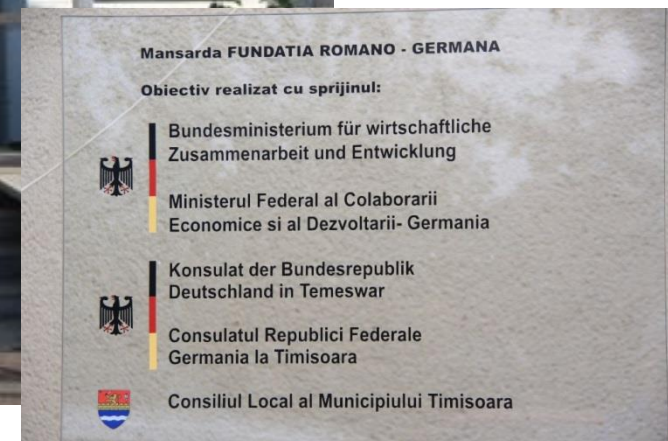 Mansarda FUNDATIA ROMANO - GERMANA
Obiectiv realizat cu sprijinul:
Bundesministerium für wirtschaftliche
Zusammenarbeit und Entwicklung
Ministerul Federal al Colaborarii
Economice si al Dezvoltarii- Germania
Konsulat der Bundesrepublik
Deutschland in Temeswar
Consulatul Republici Federale
Germania la Timisoara
Consiliul Local al Municipiului Timisoara